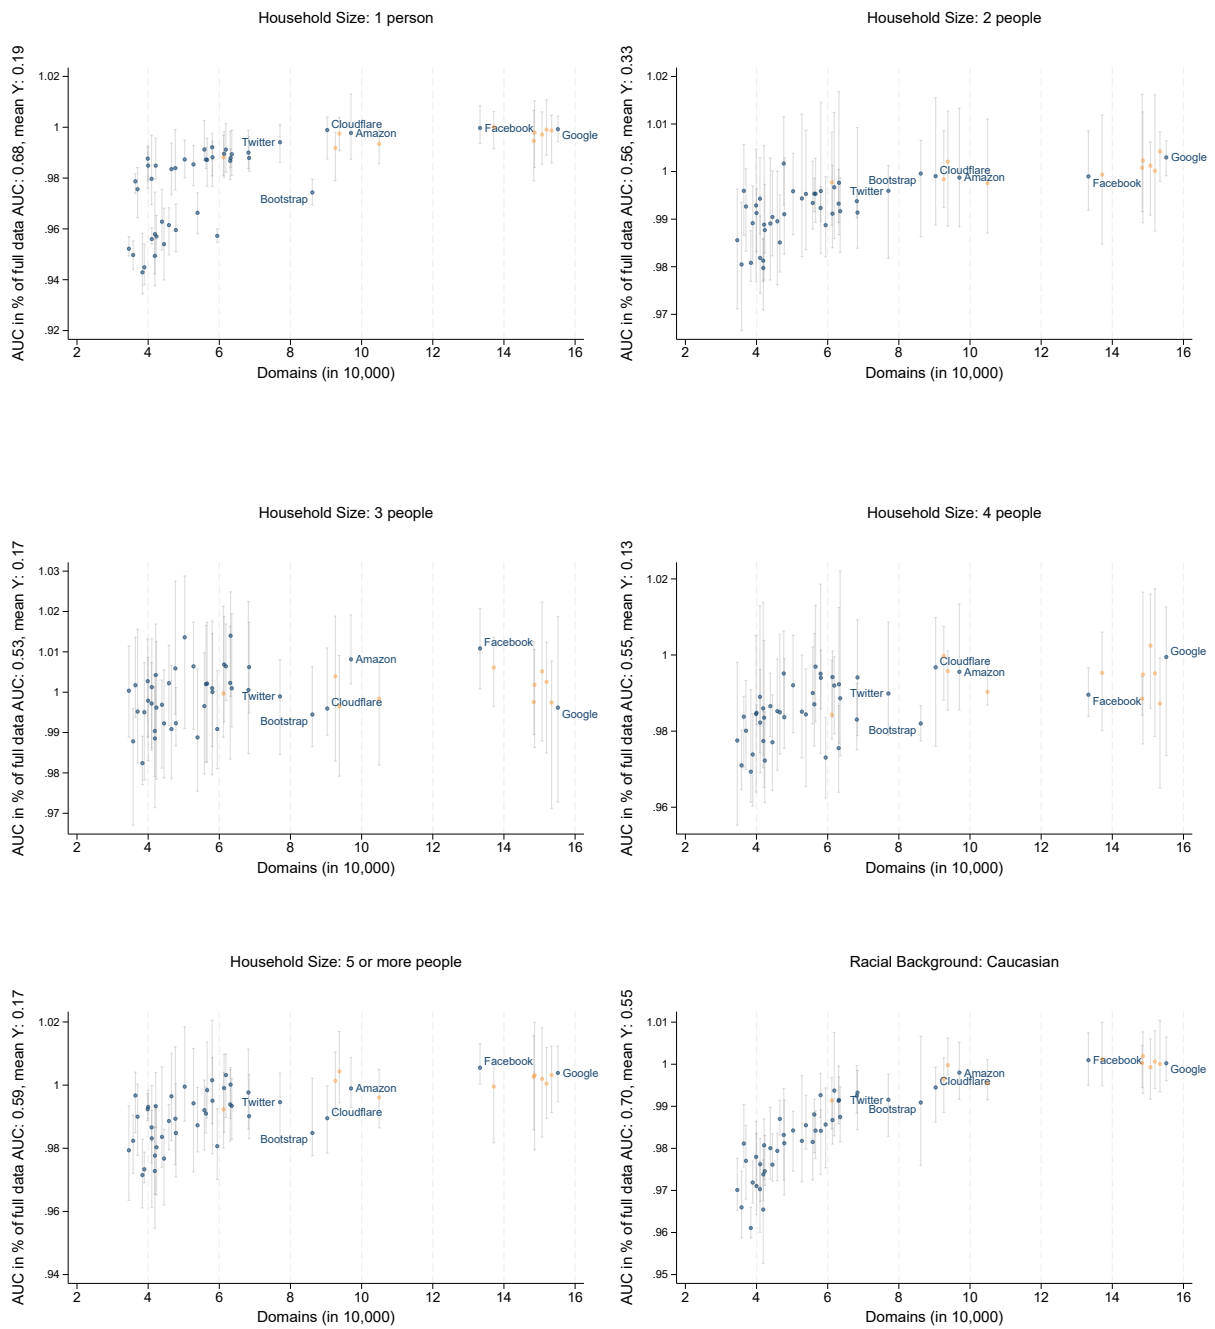 Household Size: 1 person
AUC in % of full data AUC: 0.68, mean Y: 0.19
1.02
1
.98
.96
.94
.92
Twitter
Cloudflare
Amazon
Bootstrap
Facebook
Google
2 4 6 8 10 12 14 16
Domains (in 10,000)
Household Size: 2 people
AUC in % of full data AUC: 0.56, mean Y: 0.33
1.02
1.01
1
.99
.98
.97
Bootstrap
Cloudflare
Amazon
Twitter
Facebook
Google
2 4 6 8 10 12 14 16
Domains (in 10,000)
Household Size: 3 people
AUC in % of full data AUC: 0.53, mean Y: 0.17
1.03
1.02
1.01
1
.99
.98
.97
Facebook
Amazon
Twitter
Cloudflare
Bootstrap
Google
2 4 6 8 10 12 14 16
Domains (in 10,000)
Household Size: 4 people
AUC in % of full data AUC: 0.55, mean Y: 0.13
1.02
1
.98
.96
Google
Cloudflare
Amazon
Twitter
Facebook
Bootstrap
2 4 6 8 10 12 14 16
Domains (in 10,000)
Household Size: 5 or more people
AUC in % of full data AUC: 0.59, mean Y: 0.17
1.02
1
.98
.96
.94
Facebook
Google
Amazon
Twitter
Cloudflare
Bootstrap
2 4 6 8 10 12 14 16
Domains (in 10,000)
Racial Background: Caucasian
AUC in % of full data AUC: 0.70, mean Y: 0.55
1.01
1
.99
.98
.97
.96
.95
Facebook
Google
Amazon
Cloudflare
Twitter
Bootstrap
2 4 6 8 10 12 14 16
Domains (in 10,000)